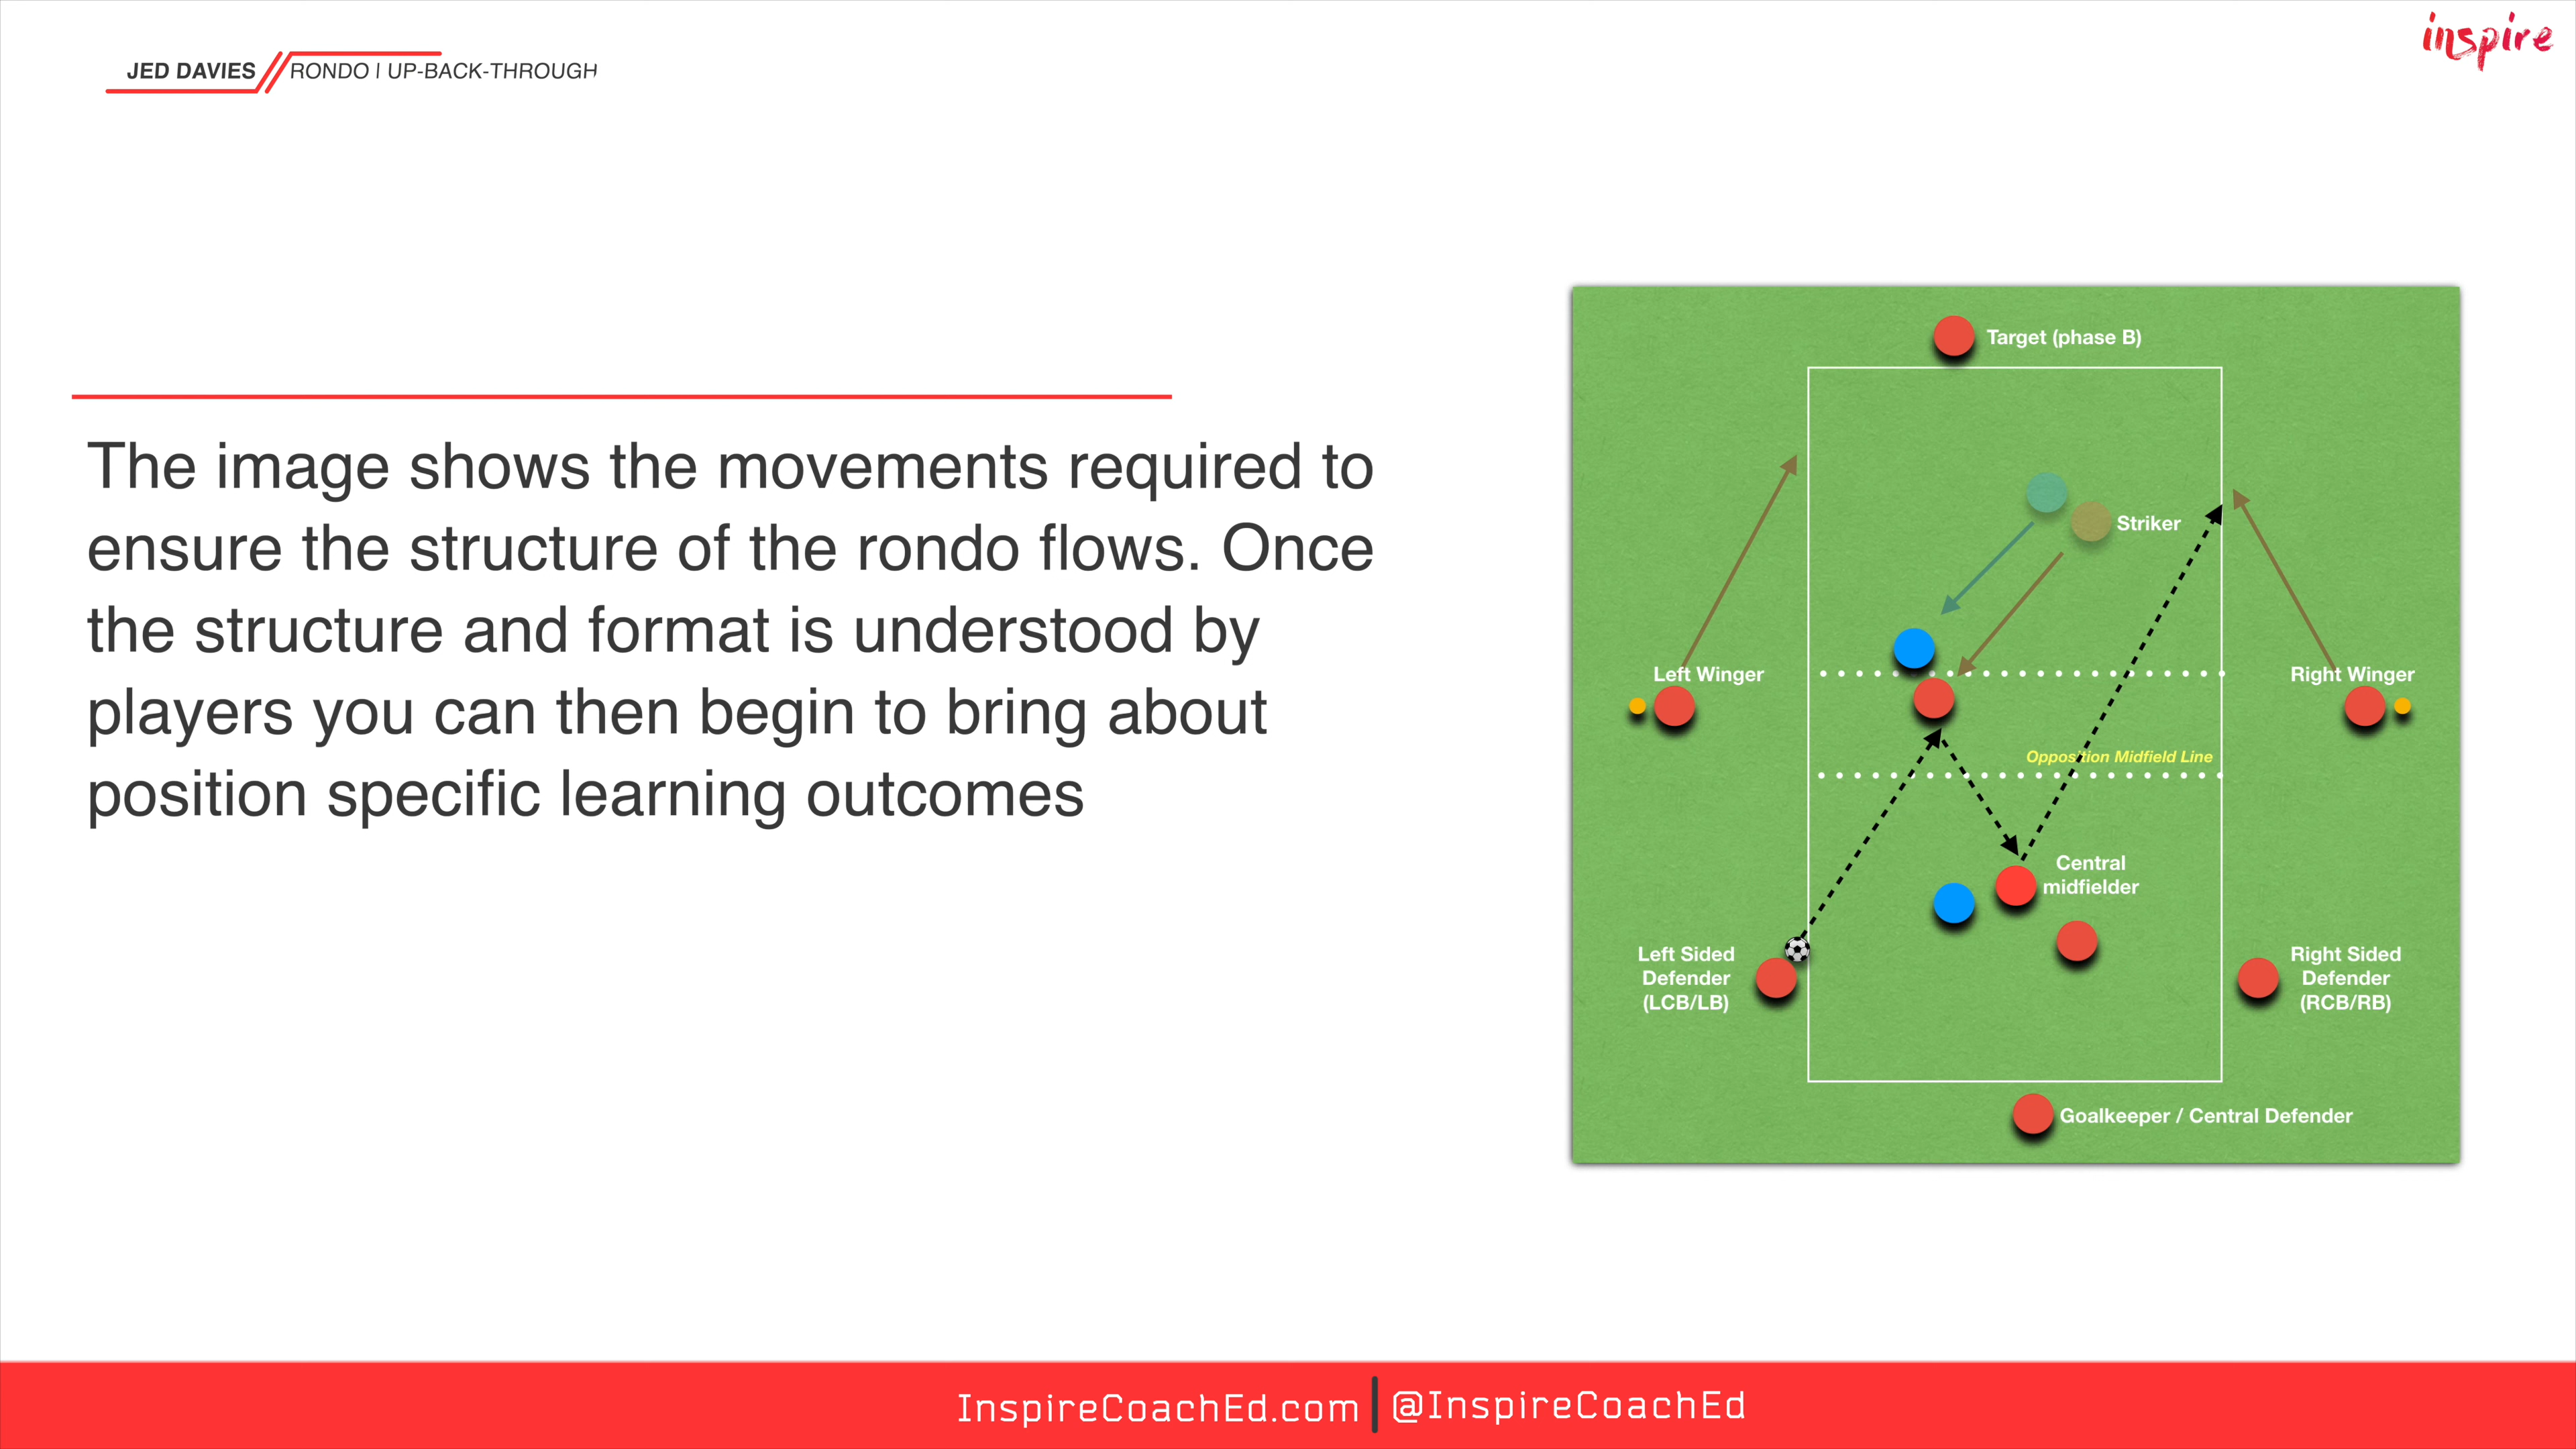 JED DAVIES
RONDO | UP-BACK-THROUGH
inspire
The image shows the movements required to
ensure the structure of the rondo flows. Once
the structure and format is understood by
players you can then begin to bring about
position specific learning outcomes
Target (phase B)
Striker
Left Winger
Right Winger
Opposition Midfield Line
Central
midfielder
Left Sided
Defender
(LCB/LB)
Right Sided
Defender
(RCB/RB)
Goalkeeper / Central Defender
InspireCoachEd.com
@InspireCoachEd